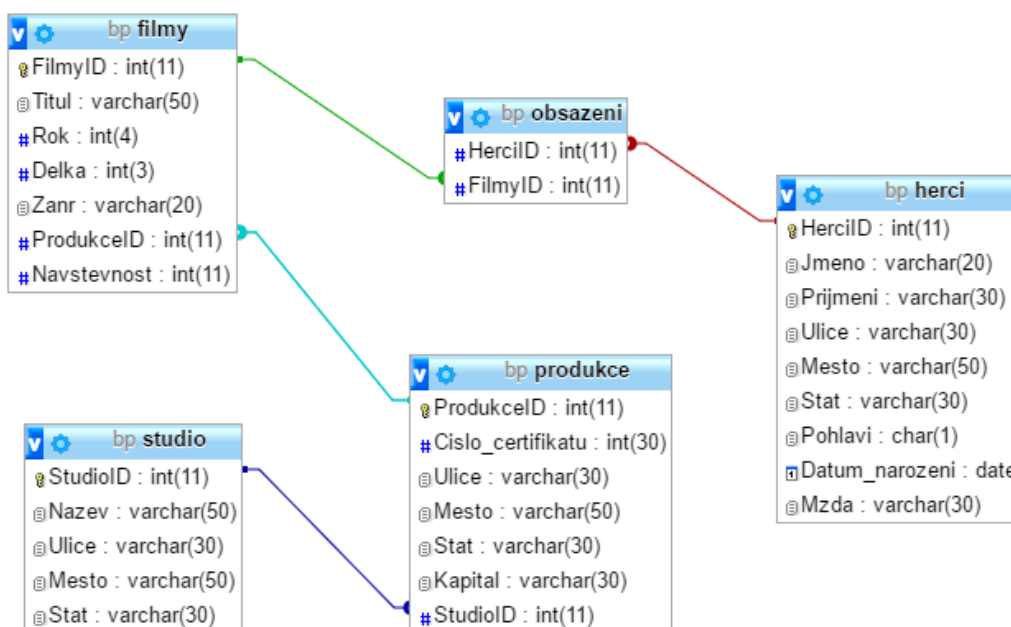 bp filmy
FilmyID : int(11)
Titul : varchar(50)
#Rok : int(4)
#Delka : int(3)
Zanr : varchar(20)
#ProdukceID : int(11)
#Navstevnost : int(11)
bp obsazeni
#HerciID : int(11)
#FilmyID : int(11)
bp herci
HerciID : int(11)
Jmeno : varchar(20)
Prijmeni : varchar(30)
Ulice : varchar(30)
Mesto : varchar(50)
Stat : varchar(30)
Pohlavi : char(1)
Datum_narozeni : date
Mzda : varchar(30)
bp produkce
ProdukceID : int(11)
#Cislo_certifikatu : int(30)
Ulice : varchar(30)
Mesto : varchar(50)
Stat : varchar(30)
Kapital : varchar(30)
#StudioID : int(11)
bp studio
StudioID : int(11)
Nazev : varchar(50)
Ulice : varchar(30)
Mesto : varchar(50)
Stat : varchar(30)